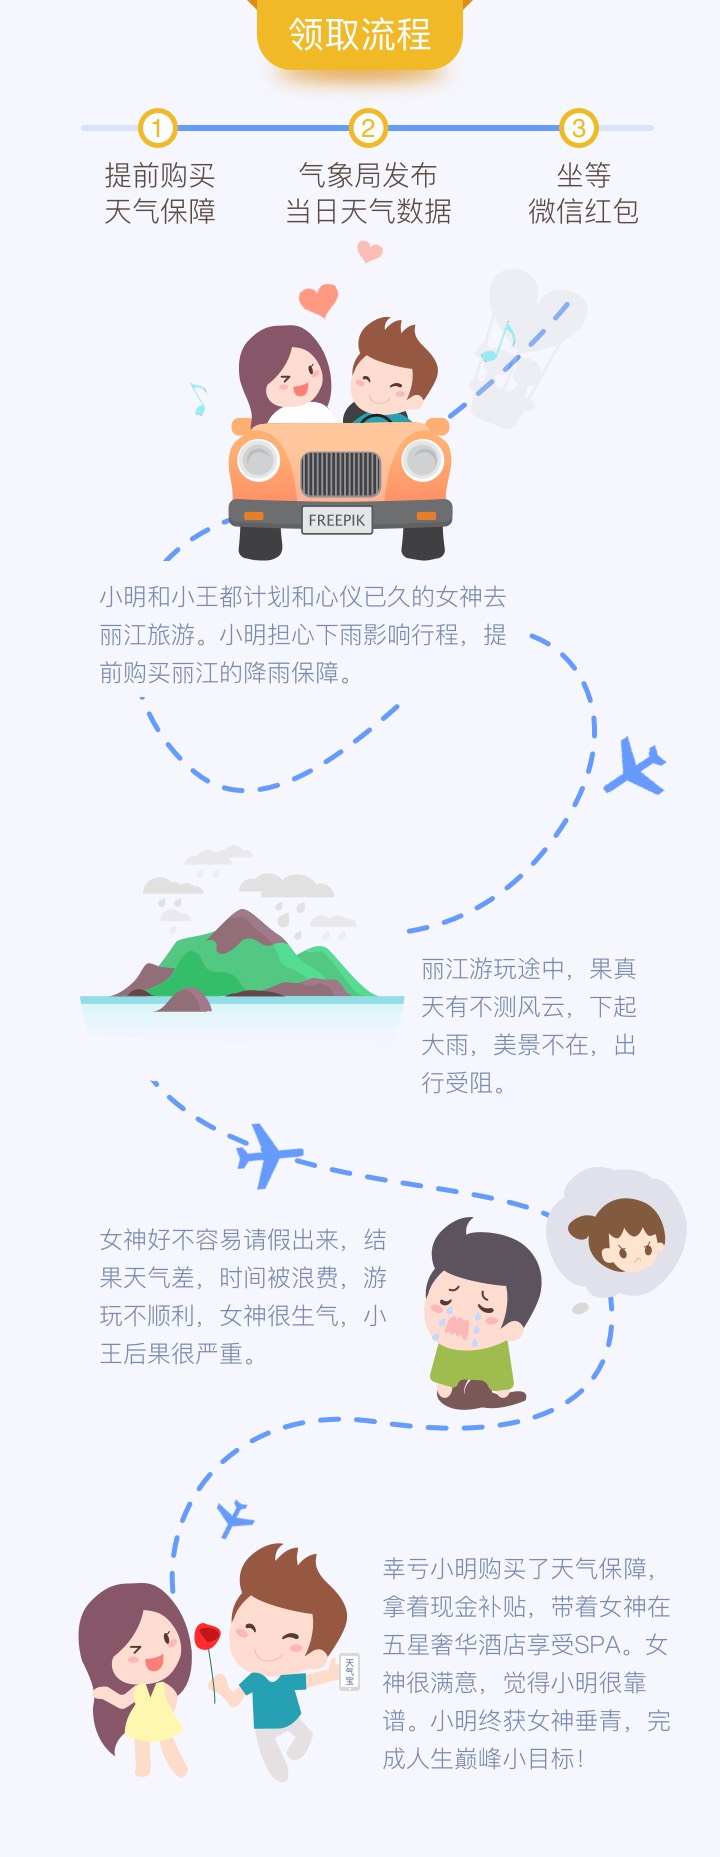 领取流程
1
2
3
提前购买
天气保障
气象局发布
当日天气数据
坐等
微信红包
FREEPIK
小明和小王都计划和心仪已久的女神去
丽江旅游。小明担心下雨影响行程，提
前购买丽江的降雨保障。
丽江游玩途中，果真
天有不测风云，下起
大雨，美景不在，出
行受阻。
女神好不容易请假出来，结
果天气差，时间被浪费，游
玩不顺利，女神很生气，小
王后果很严重。
幸亏小明购买了天气保障，
拿着现金补贴，带着女神在
五星奢华酒店享受SPA。女
神很满意，觉得小明很靠
谱。小明终获女神垂青，完
成人生巅峰小目标！
天气宝